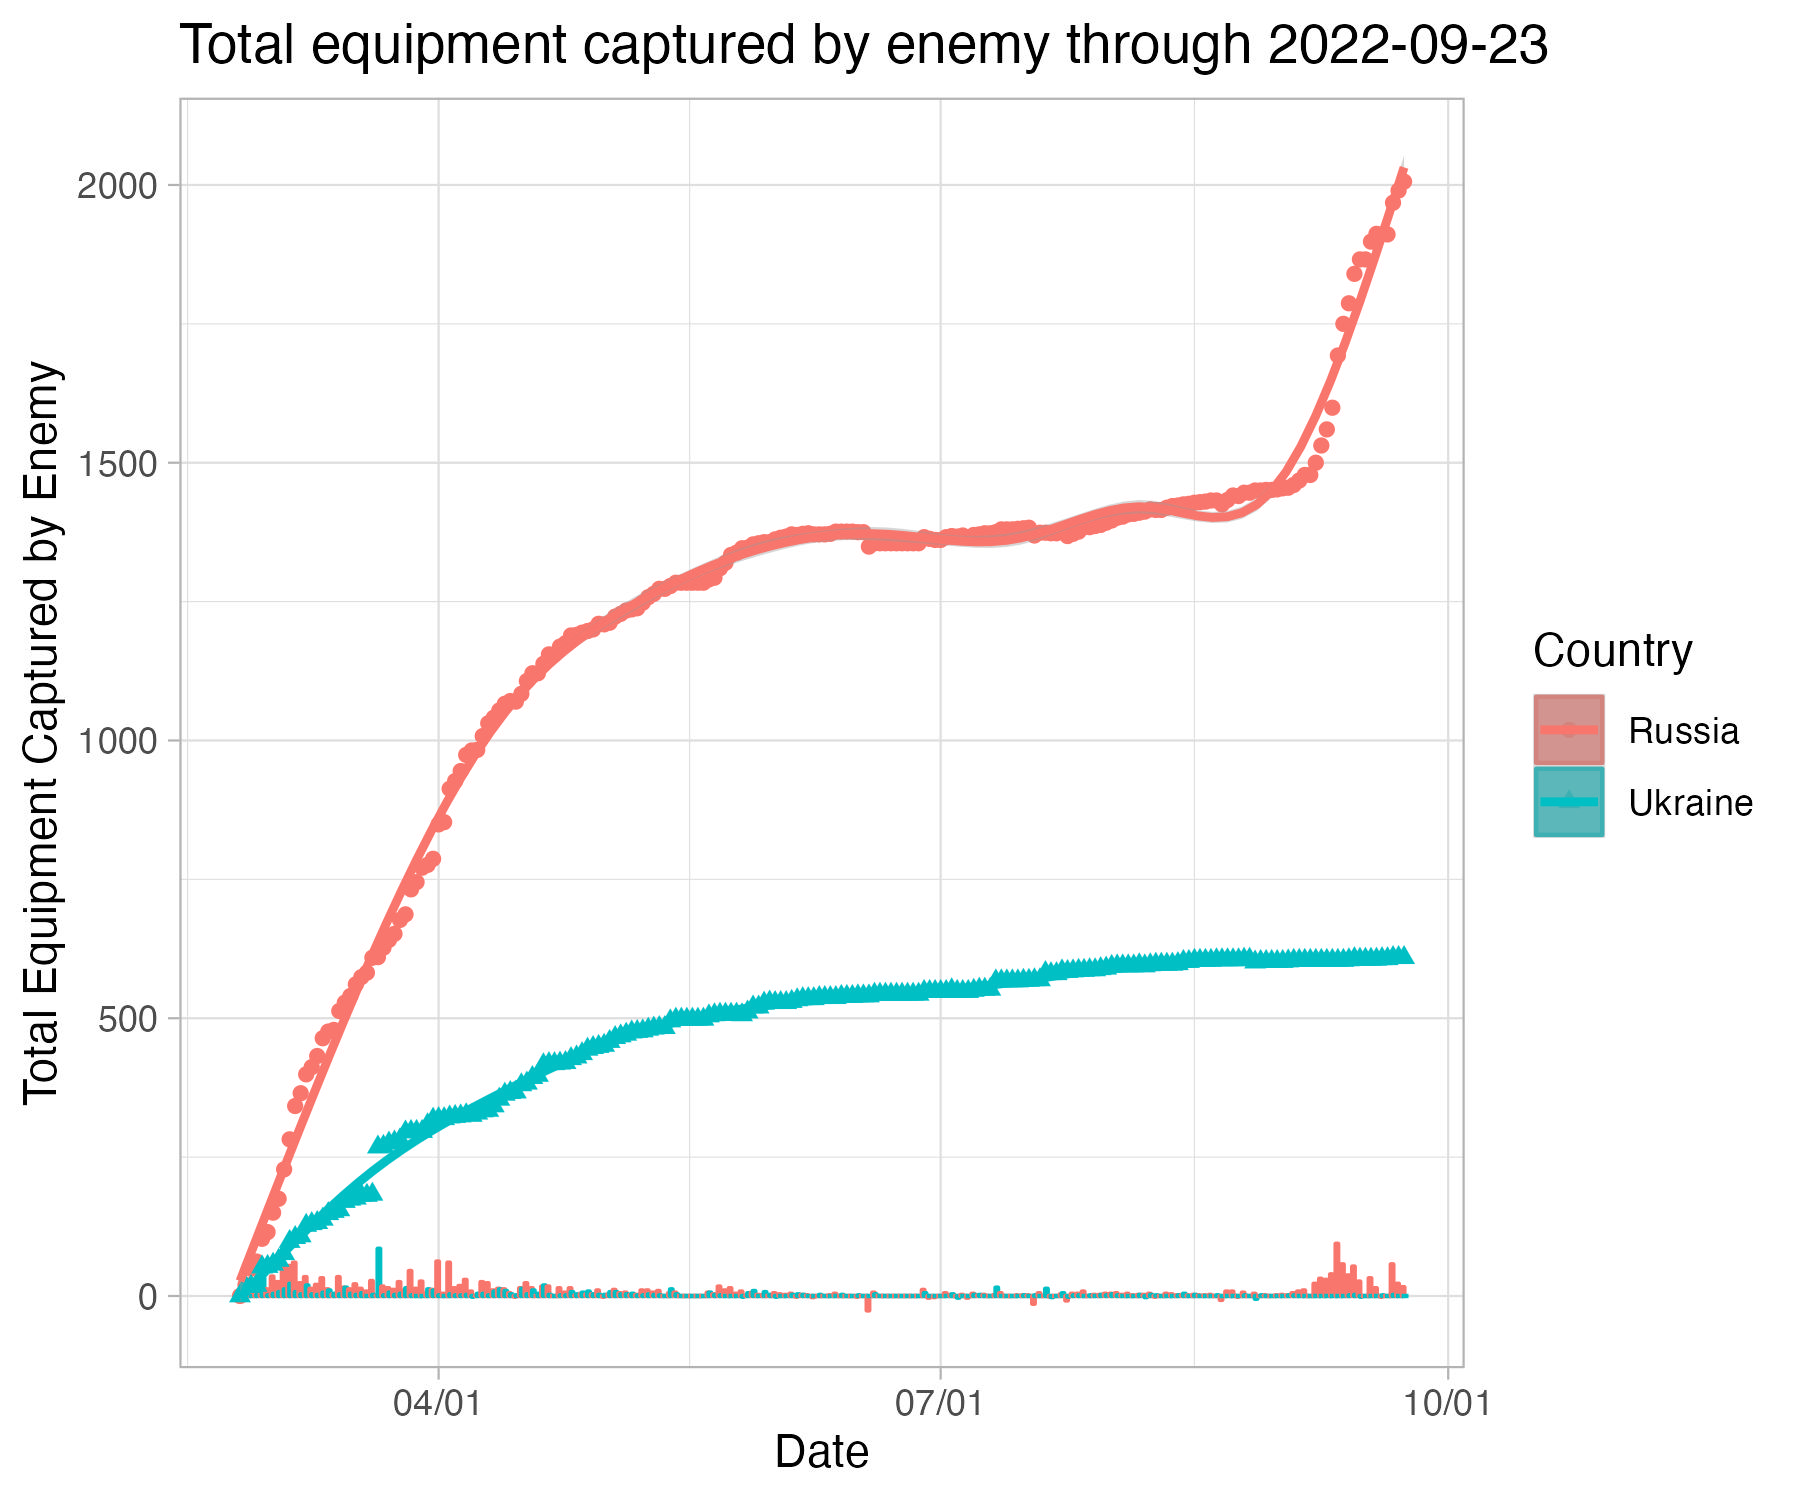 Total equipment captured by enemy through 2022-09-23
Total Equipment Captured by Enemy
2000
1500
1000
500
0
04/01
07/01
10/01
Date
Country
Russia
Ukraine